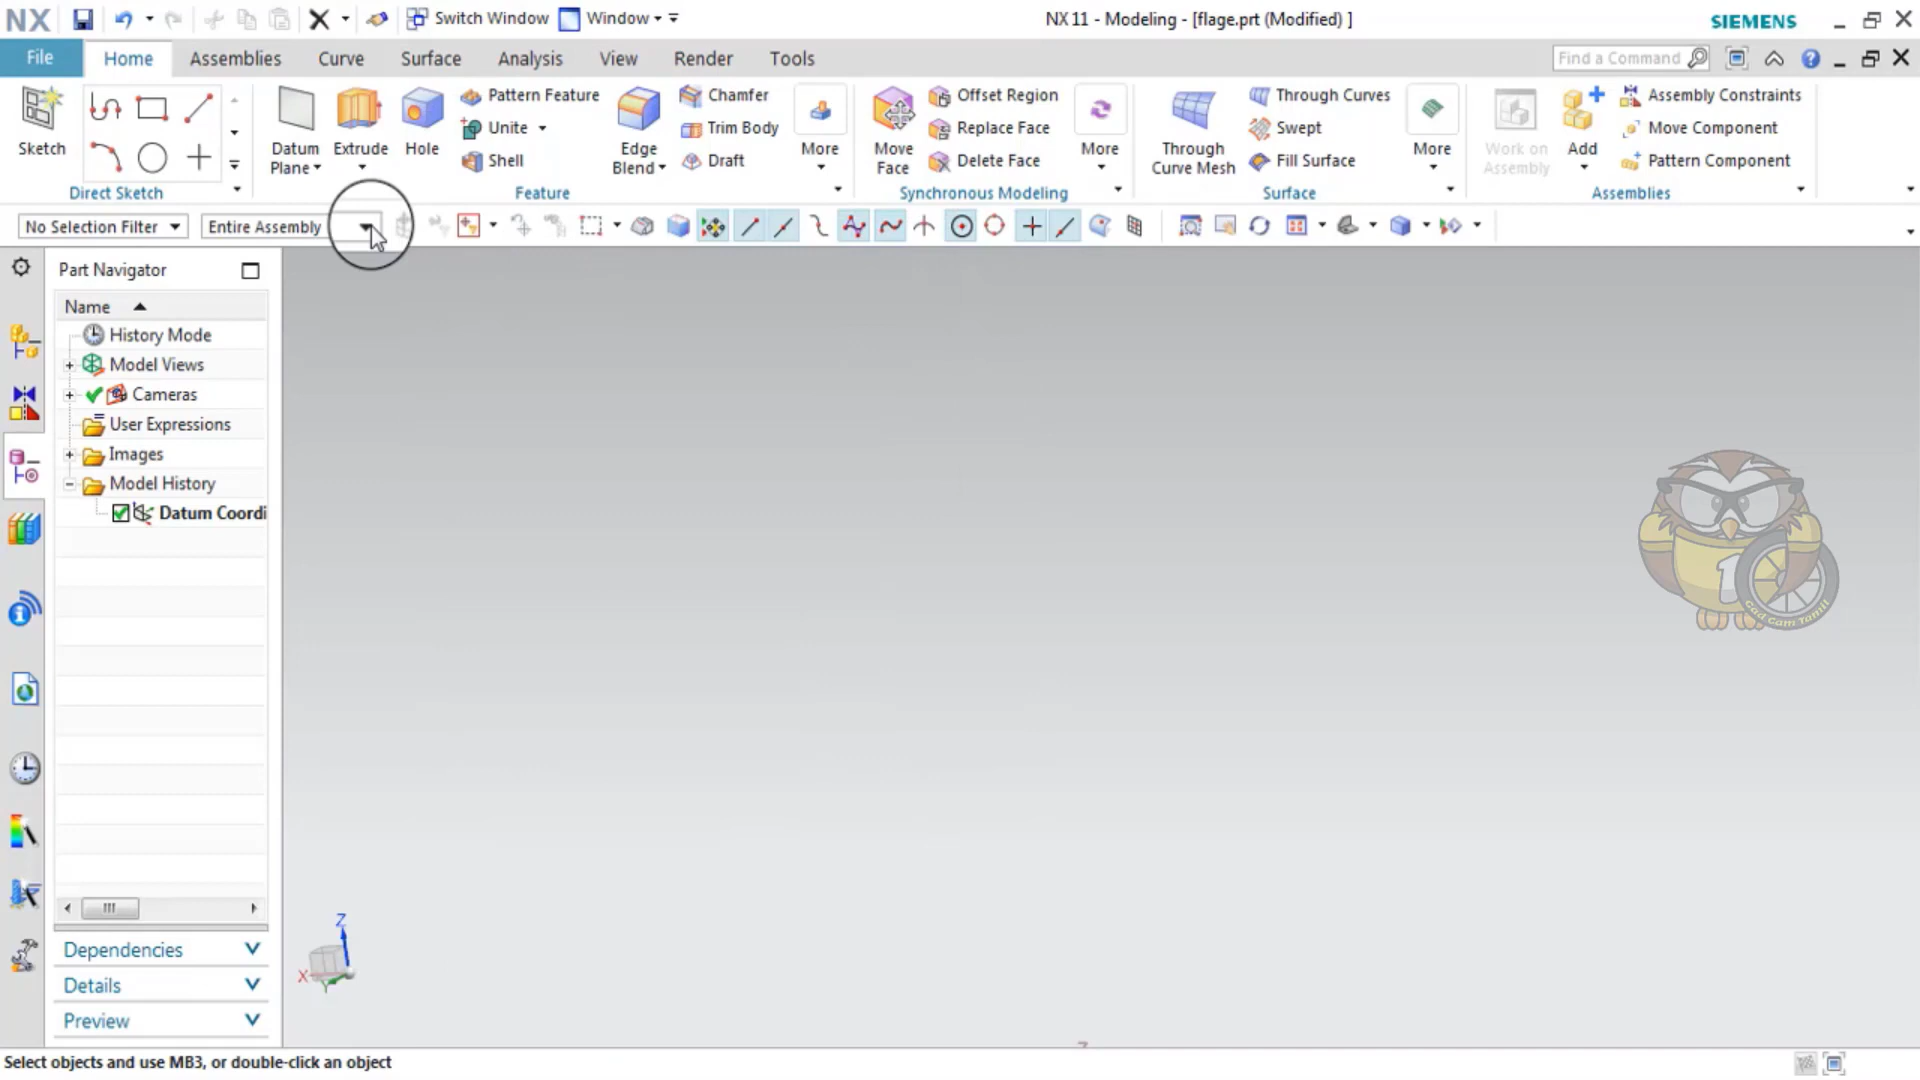 NX Switch Window Window NX 11 - Modeling - [flage.prt (Modified) ] SIEMENS
File Home Assemblies Curve Surface Analysis View Render Tools Find a Command
Sketch
Direct Sketch
Datum Plane
Extrude
Hole
Pattern Feature
Unite
Shell
Edge Blend
Chamfer
Trim Body
Draft
More
Feature
Move Face
Offset Region
Replace Face
Delete Face
More
Synchronous Modeling
Through Curve Mesh
Through Curves
Swept
Fill Surface
More
Surface
Work on Assembly
Add
Assembly Constraints
Move Component
Pattern Component
Assemblies
No Selection Filter Entire Assembly
Part Navigator
Name
History Mode
Model Views
Cameras
User Expressions
Images
Model History
Datum Coordi
Dependencies
Details
Preview
Z
X
Cad Cam Tamil
Select objects and use MB3, or double-click an object